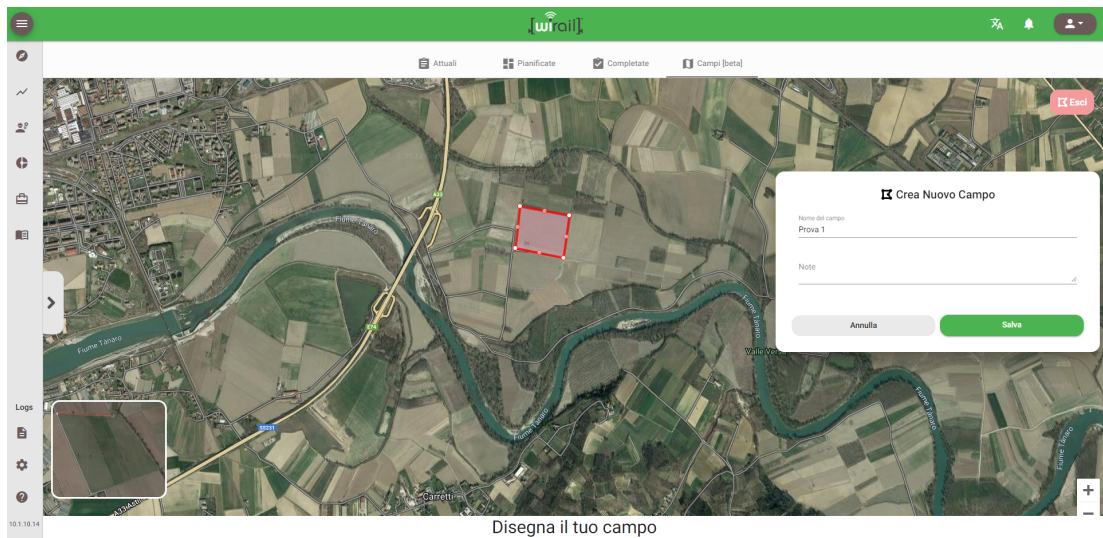 [wirail]
Attuali
Pianificate
Completate
Campi [beta]
Esci
Crea Nuovo Campo
Nome del campo
Prova 1
Note
Annulla
Salva
A33
Fiume Tanaro
E74
Fiume Tanaro
Fiume Tanaro
Valle Versa
Fiume Tanaro
Fiume Tanaro
SS231
Carretti
Logs
10.1.10.14
Disegna il tuo campo